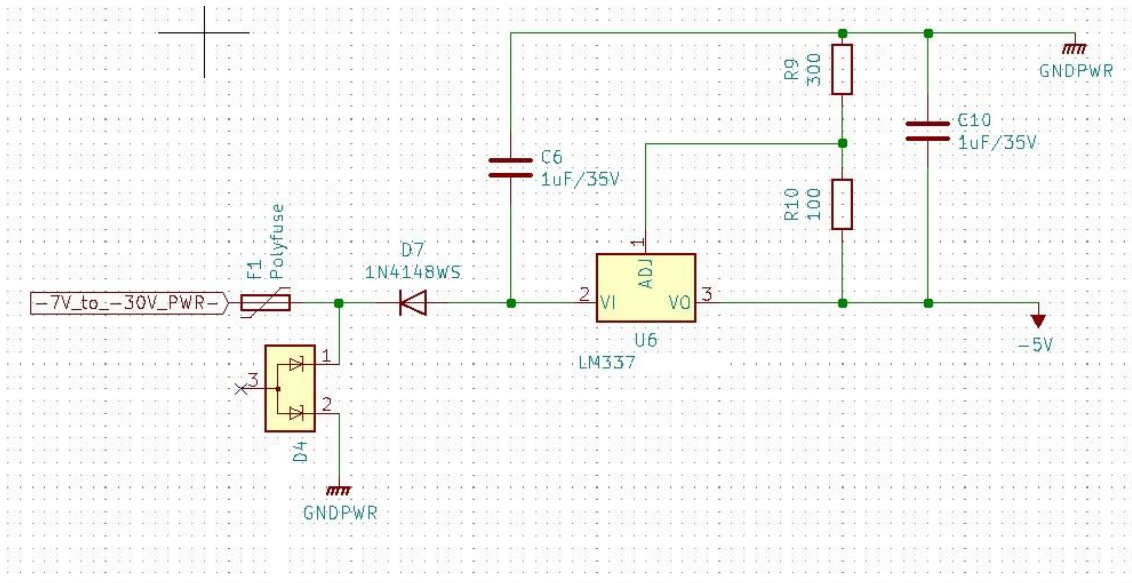 GNDPWR
R9
300
C10
1uF/35V
C6
1uF/35V
R10
100
F1
Polyfuse
D7
1N4148WS
1
ADJ
-7V_to_-30V_PWR-
2
VI
VO
3
U6
LM337
-5V
1
3
2
D4
GNDPWR